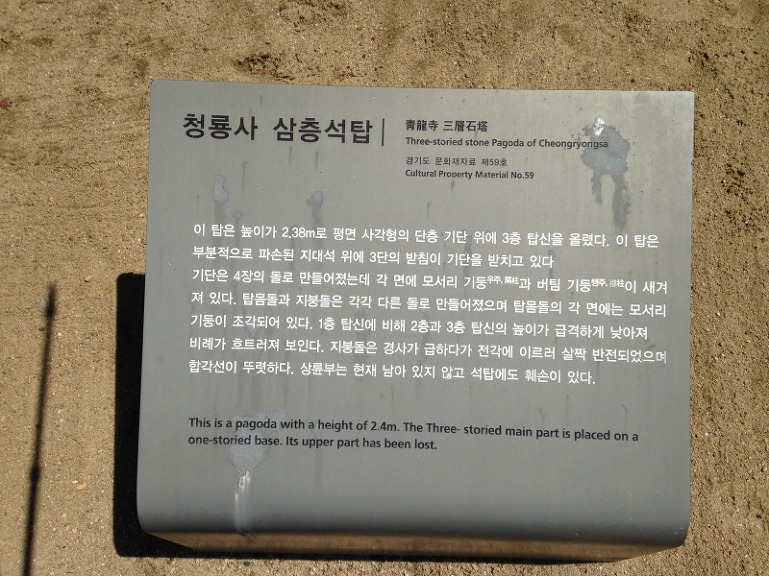 청룡사 삼층석탑
靑龍寺 三層石塔
Three-storied stone Pagoda of Cheongryongsa
경기도 문화재자료 제59호
Cultural Property Material No.59
이 탑은 높이가 2.38m로 평면 사각형의 단층 기단 위에 3층 탑신을 올렸다. 이 탑은
부분적으로 파손된 지대석 위에 3단의 받침이 기단을 받치고 있다
기단은 4장의 돌로 만들어졌는데 각 면에 모서리 기둥우주, 隅柱과 버팀 기둥탱주, 撑柱이 새겨
져 있다. 탑몸돌과 지붕돌은 각각 다른 돌로 만들어졌으며 탑몸돌의 각 면에는 모서리
기둥이 조각되어 있다. 1층 탑신에 비해 2층과 3층 탑신의 높이가 급격하게 낮아져
비례가 흐트러져 보인다. 지붕돌은 경사가 급하다가 전각에 이르러 살짝 반전되었으며
합각선이 뚜렷하다. 상륜부는 현재 남아 있지 않고 석탑에도 훼손이 있다.
This is a pagoda with a height of 2.4m. The Three- storied main part is placed on a
one-storied base. Its upper part has been lost.